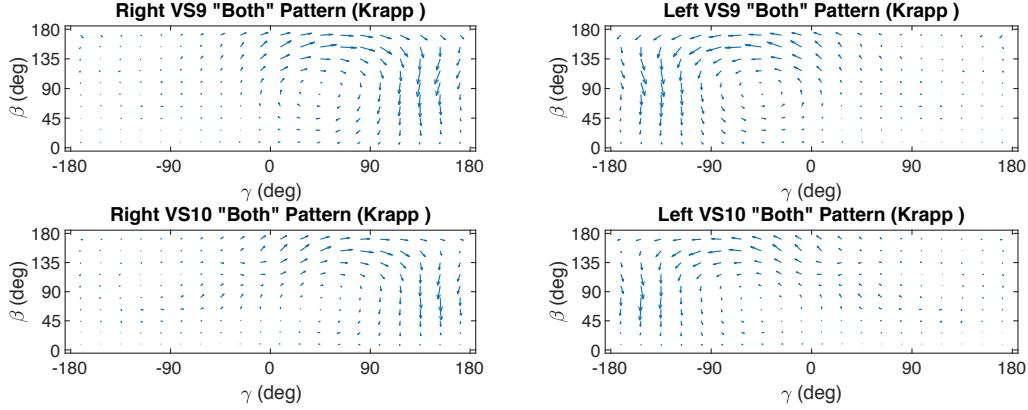 Right VS9 "Both" Pattern (Krapp )
180
135
90
45
0
β (deg)
-180 -90 0 90 180
γ (deg)
Left VS9 "Both" Pattern (Krapp )
180
135
90
45
0
β (deg)
-180 -90 0 90 180
γ (deg)
Right VS10 "Both" Pattern (Krapp )
180
135
90
45
0
β (deg)
-180 -90 0 90 180
γ (deg)
Left VS10 "Both" Pattern (Krapp )
180
135
90
45
0
β (deg)
-180 -90 0 90 180
γ (deg)